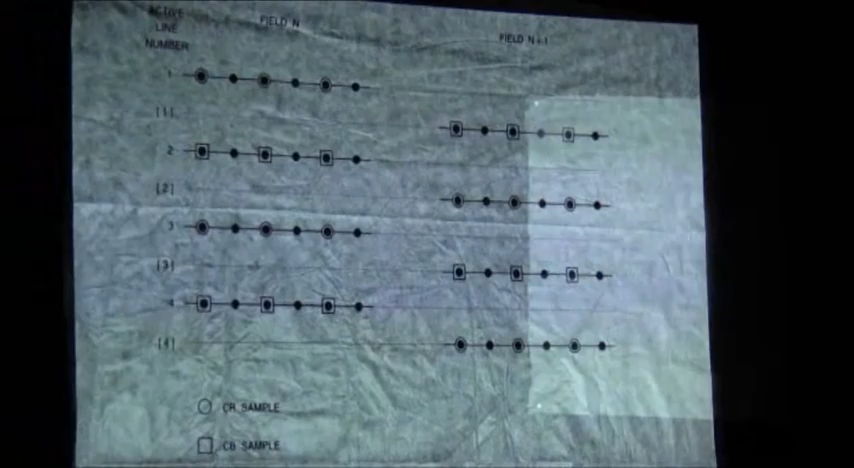 ACTIVE
LINE
NUMBER
FIELD N
FIELD N+1
1
[1]
2
[2]
3
[3]
4
[4]
CR SAMPLE
CB SAMPLE